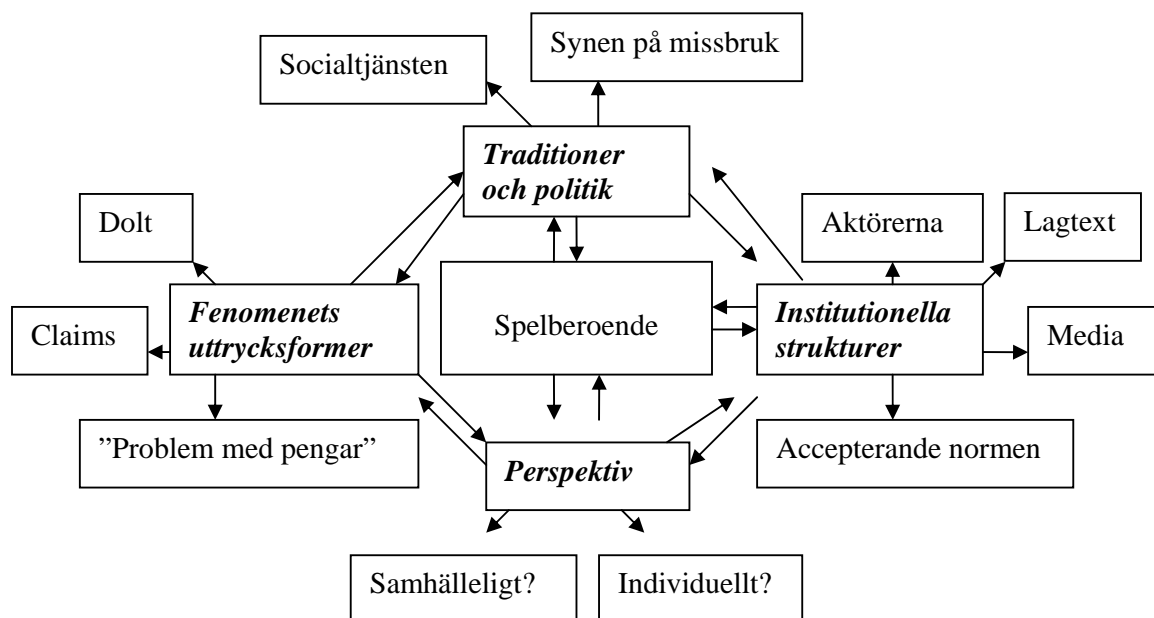 Synen på missbruk
Socialtjänsten
Traditioner
och politik
Dolt
Aktörerna
Lagtext
Fenomenets
uttrycksformer
Spelberoende
Institutionella
strukturer
Claims
Media
”Problem med pengar”
Perspektiv
Accepterande normen
Samhälleligt?
Individuellt?